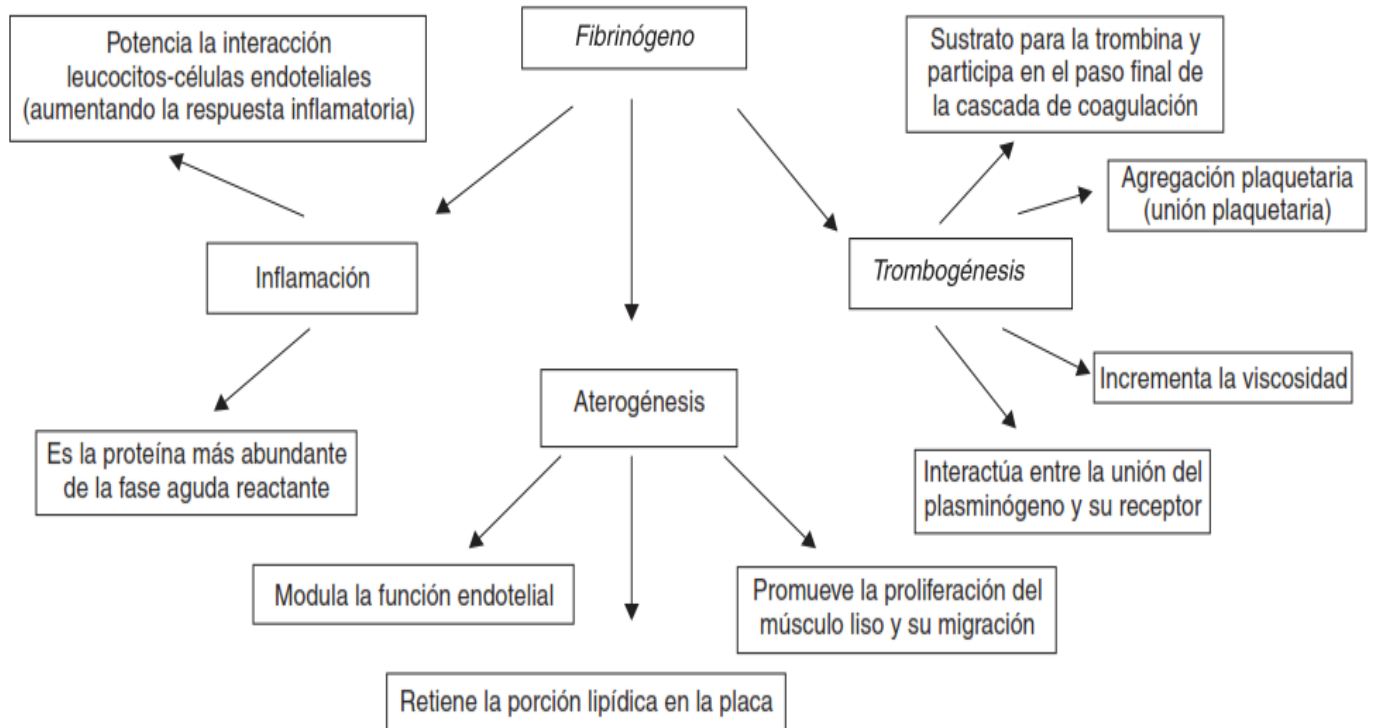 Potencia la interacción
leucocitos-células endoteliales
(aumentando la respuesta inflamatoria)
Fibrinógeno
Sustrato para la trombina y
participa en el paso final de
la cascada de coagulación
Agregación plaquetaria
(unión plaquetaria)
Inflamación
Trombogénesis
Incrementa la viscosidad
Aterogénesis
Es la proteína más abundante
de la fase aguda reactante
Interactúa entre la unión del
plasminógeno y su receptor
Modula la función endotelial
Promueve la proliferación del
músculo liso y su migración
Retiene la porción lipídica en la placa